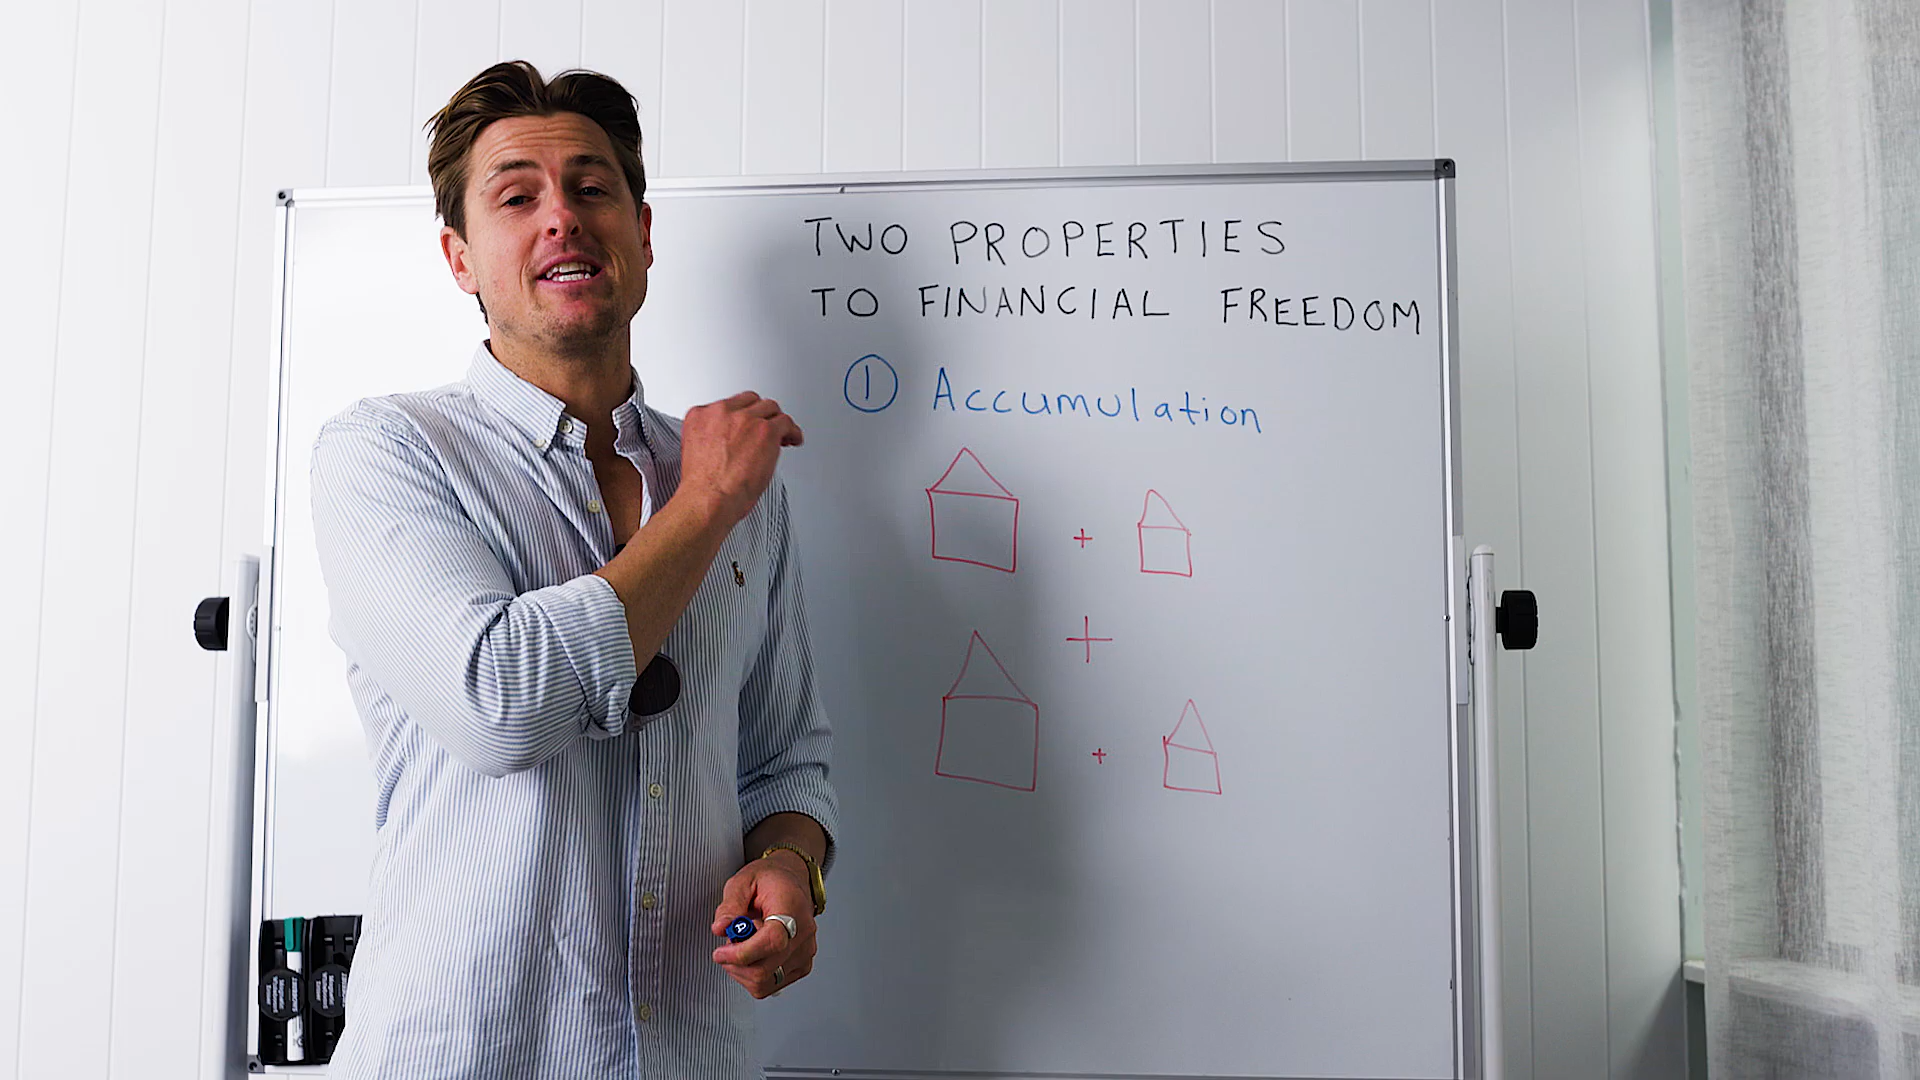 TWO PROPERTIES
TO FINANCIAL FREEDOM
① Accumulation
+
+
+
A